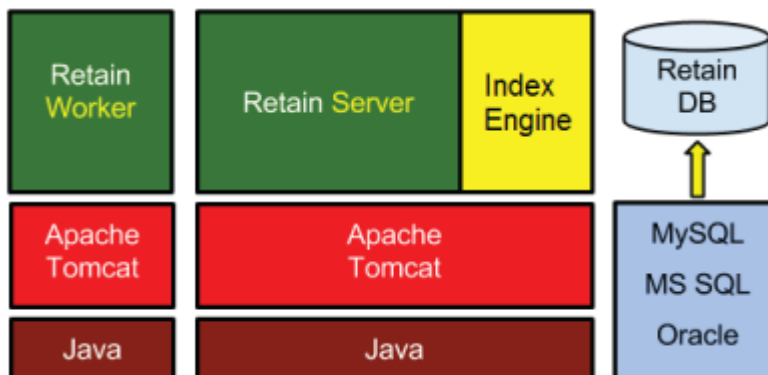 Retain
Worker
Retain Server
Index
Engine
Retain
DB
Apache
Tomcat
Apache
Tomcat
MySQL
MS SQL
Oracle
Java
Java